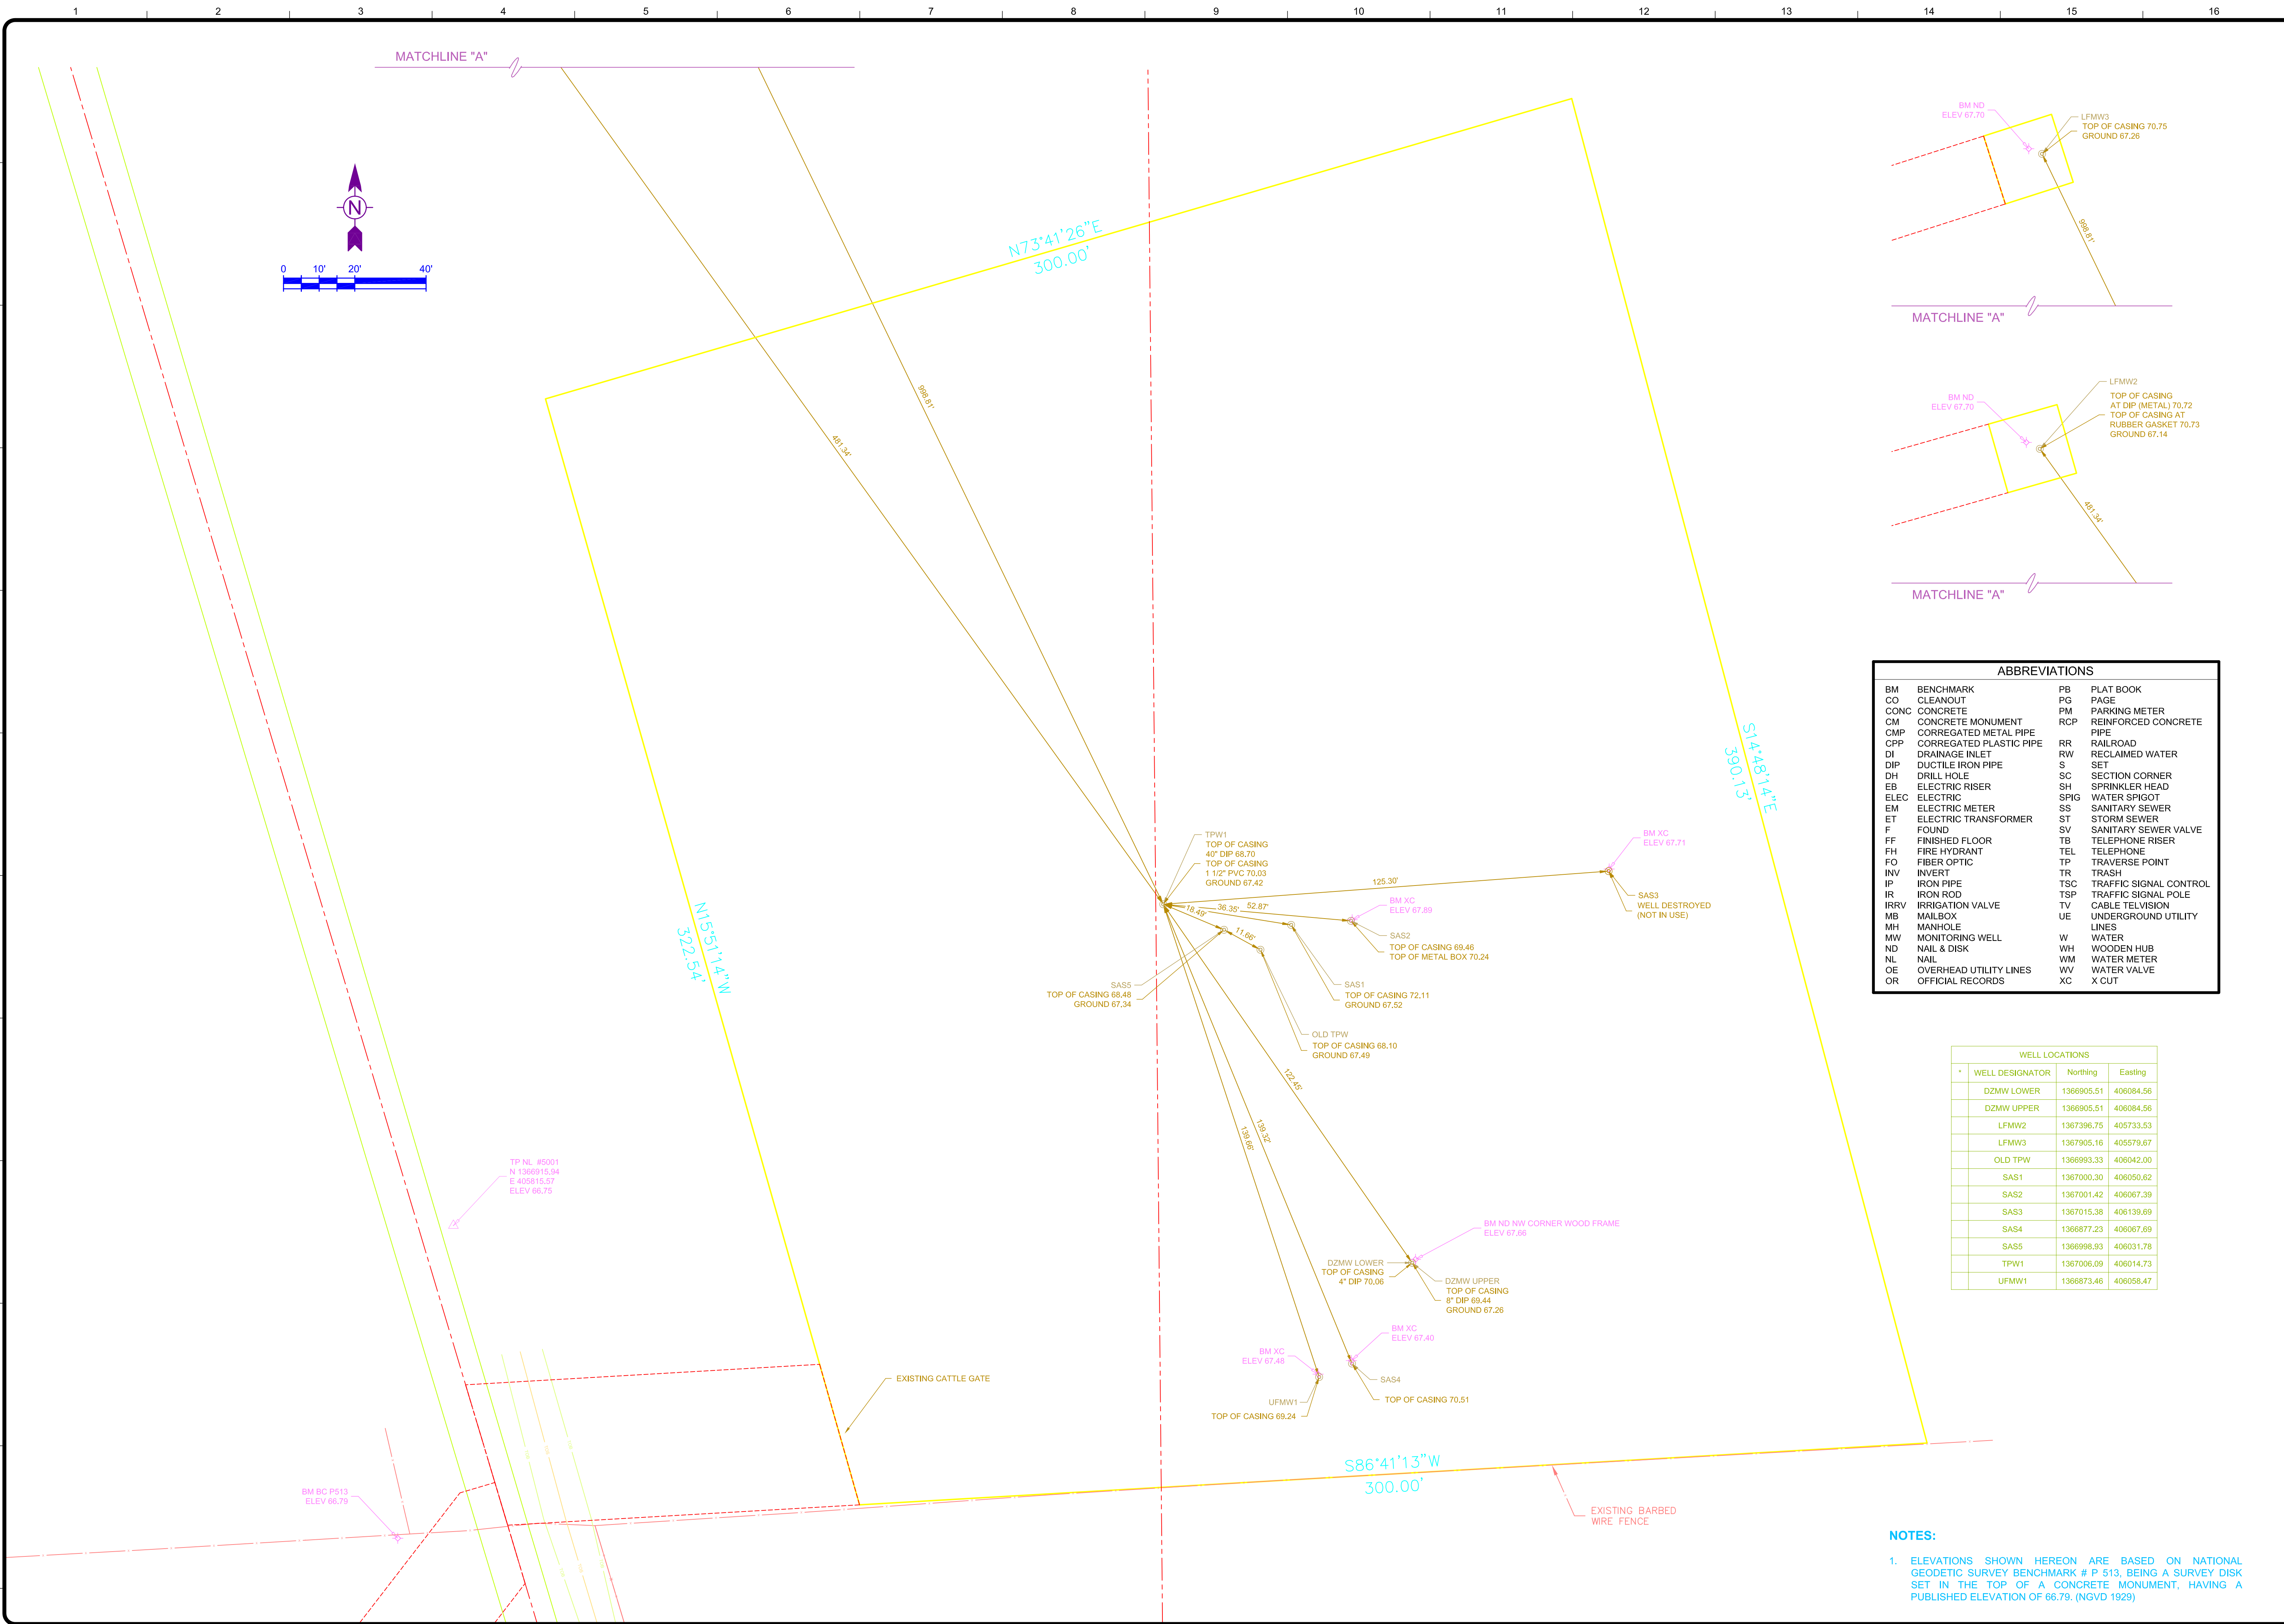 1 2 3 4 5 6 7 8 9 10 11 12 13 14 15 16
MATCHLINE "A"
N
0 10' 20' 40'
N73°41'26"E
300.00'
998.81'
481.34'
N15°51'14"W
322.54'
S14°48'14"E
390.13'
TPW1
TOP OF CASING
40" DIP 68.70
TOP OF CASING
1 1/2" PVC 70.03
GROUND 67.42
125.30'
BM XC
ELEV 67.71
SAS3
WELL DESTROYED
(NOT IN USE)
18.49'
36.35'
52.87'
11.66'
BM XC
ELEV 67.89
SAS2
TOP OF CASING 69.46
TOP OF METAL BOX 70.24
SAS5
TOP OF CASING 68.48
GROUND 67.34
SAS1
TOP OF CASING 72.11
GROUND 67.52
OLD TPW
TOP OF CASING 68.10
GROUND 67.49
122.45'
139.32'
139.66'
TP NL #5001
N 1366915.94
E 405815.57
ELEV 66.75
BM ND NW CORNER WOOD FRAME
ELEV 67.66
DZMW LOWER
TOP OF CASING
4" DIP 70.06
DZMW UPPER
TOP OF CASING
8" DIP 69.44
GROUND 67.26
BM XC
ELEV 67.40
BM XC
ELEV 67.48
SAS4
TOP OF CASING 70.51
UFMW1
TOP OF CASING 69.24
EXISTING CATTLE GATE
S86°41'13"W
300.00'
BM BC P513
ELEV 66.79
EXISTING BARBED
WIRE FENCE
BM ND
ELEV 67.70
LFMW3
TOP OF CASING 70.75
GROUND 67.26
998.81'
MATCHLINE "A"
BM ND
ELEV 67.70
LFMW2
TOP OF CASING
AT DIP (METAL) 70.72
TOP OF CASING AT
RUBBER GASKET 70.73
GROUND 67.14
481.34'
MATCHLINE "A"
ABBREVIATIONS
BM BENCHMARK
CO CLEANOUT
CONC CONCRETE
CM CONCRETE MONUMENT
CMP CORREGATED METAL PIPE
CPP CORREGATED PLASTIC PIPE
DI DRAINAGE INLET
DIP DUCTILE IRON PIPE
DH DRILL HOLE
EB ELECTRIC RISER
ELEC ELECTRIC
EM ELECTRIC METER
ET ELECTRIC TRANSFORMER
F FOUND
FF FINISHED FLOOR
FH FIRE HYDRANT
FO FIBER OPTIC
INV INVERT
IP IRON PIPE
IR IRON ROD
IRRV IRRIGATION VALVE
MB MAILBOX
MH MANHOLE
MW MONITORING WELL
ND NAIL & DISK
NL NAIL
OE OVERHEAD UTILITY LINES
OR OFFICIAL RECORDS
PB PLAT BOOK
PG PAGE
PM PARKING METER
RCP REINFORCED CONCRETE
PIPE
RR RAILROAD
RW RECLAIMED WATER
S SET
SC SECTION CORNER
SH SPRINKLER HEAD
SPIG WATER SPIGOT
SS SANITARY SEWER
ST STORM SEWER
SV SANITARY SEWER VALVE
TB TELEPHONE RISER
TEL TELEPHONE
TP TRAVERSE POINT
TR TRASH
TSC TRAFFIC SIGNAL CONTROL
TSP TRAFFIC SIGNAL POLE
TV CABLE TELVISION
UE UNDERGROUND UTILITY
LINES
W WATER
WH WOODEN HUB
WM WATER METER
WV WATER VALVE
XC X CUT
WELL LOCATIONS
WELL DESIGNATOR Northing Easting
DZMW LOWER 1366905.51 406084.56
DZMW UPPER 1366905.51 406084.56
LFMW2 1367396.75 405733.53
LFMW3 1367905.16 405579.67
OLD TPW 1366993.33 406042.00
SAS1 1367000.30 406050.62
SAS2 1367001.42 406067.39
SAS3 1367015.38 406139.69
SAS4 1366877.23 406067.69
SAS5 1366998.93 406031.78
TPW1 1367006.09 406014.73
UFMW1 1366873.46 406058.47
NOTES:
1. ELEVATIONS SHOWN HEREON ARE BASED ON NATIONAL
GEODETIC SURVEY BENCHMARK # P 513, BEING A SURVEY DISK
SET IN THE TOP OF A CONCRETE MONUMENT, HAVING A
PUBLISHED ELEVATION OF 66.79. (NGVD 1929)